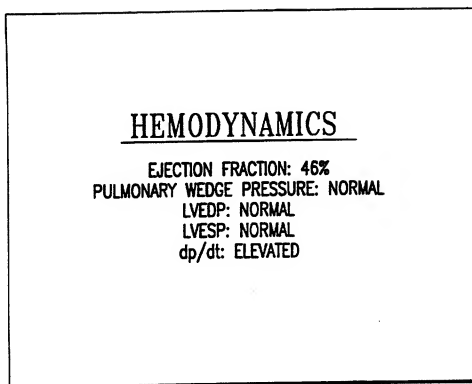 HEMODYNAMICS
EJECTION FRACTION: 46%
PULMONARY WEDGE PRESSURE: NORMAL
LVEDP: NORMAL
LVESP: NORMAL
dp/dt: ELEVATED